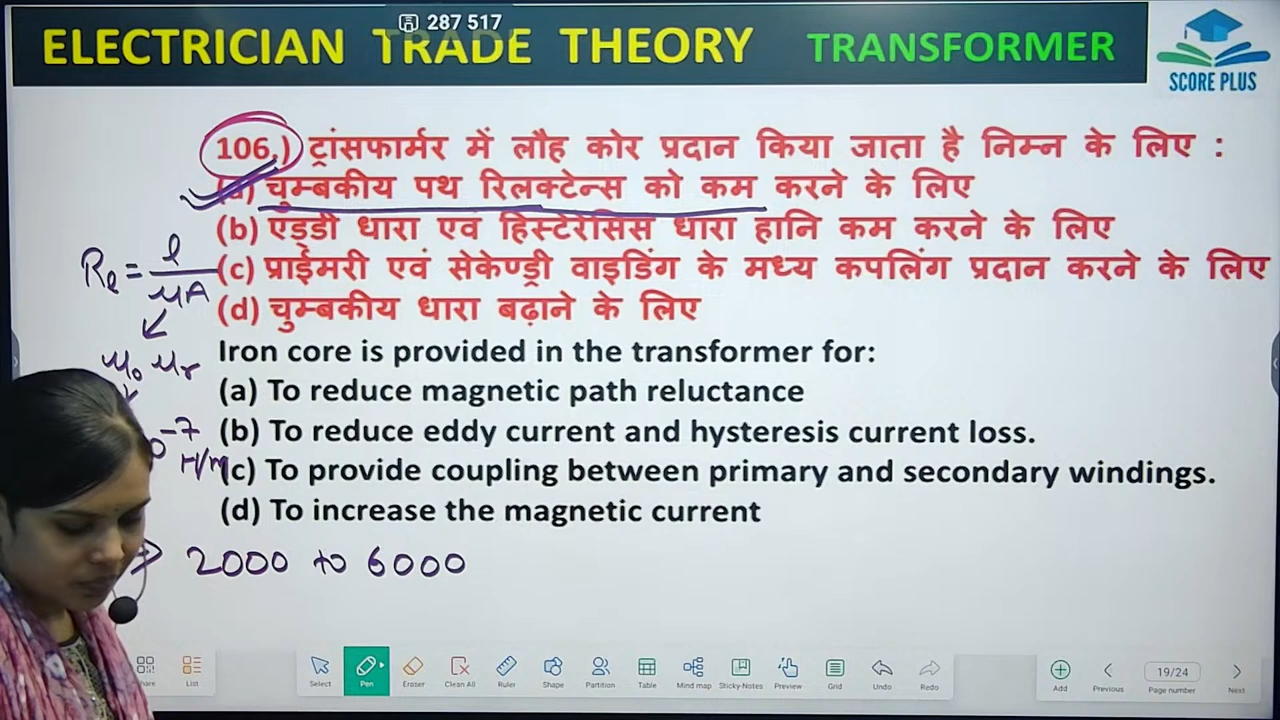 287 517
ELECTRICIAN TRADE THEORY TRANSFORMER
SCORE PLUS
106.) ट्रांसफार्मर में लौह कोर प्रदान किया जाता है निम्न के लिए :
(a) चुम्बकीय पथ रिलक्टेन्स को कम करने के लिए
(b) एड्डी धारा एवं हिस्टेरेसिस धारा हानि कम करने के लिए
(c) प्राईमरी एवं सेकेण्ड्री वाइडिंग के मध्य कपलिंग प्रदान करने के लिए
(d) चुम्बकीय धारा बढ़ाने के लिए
Rl = l/μA
μ0 μr
-7
H/m
Iron core is provided in the transformer for:
(a) To reduce magnetic path reluctance
(b) To reduce eddy current and hysteresis current loss.
(c) To provide coupling between primary and secondary windings.
(d) To increase the magnetic current
⇒ 2000 to 6000
List Select Pen Eraser Clean All Ruler Shape Partition Table Mind map Sticky-Notes Preview Grid Undo Redo Add Previous 19/24 Page number Next